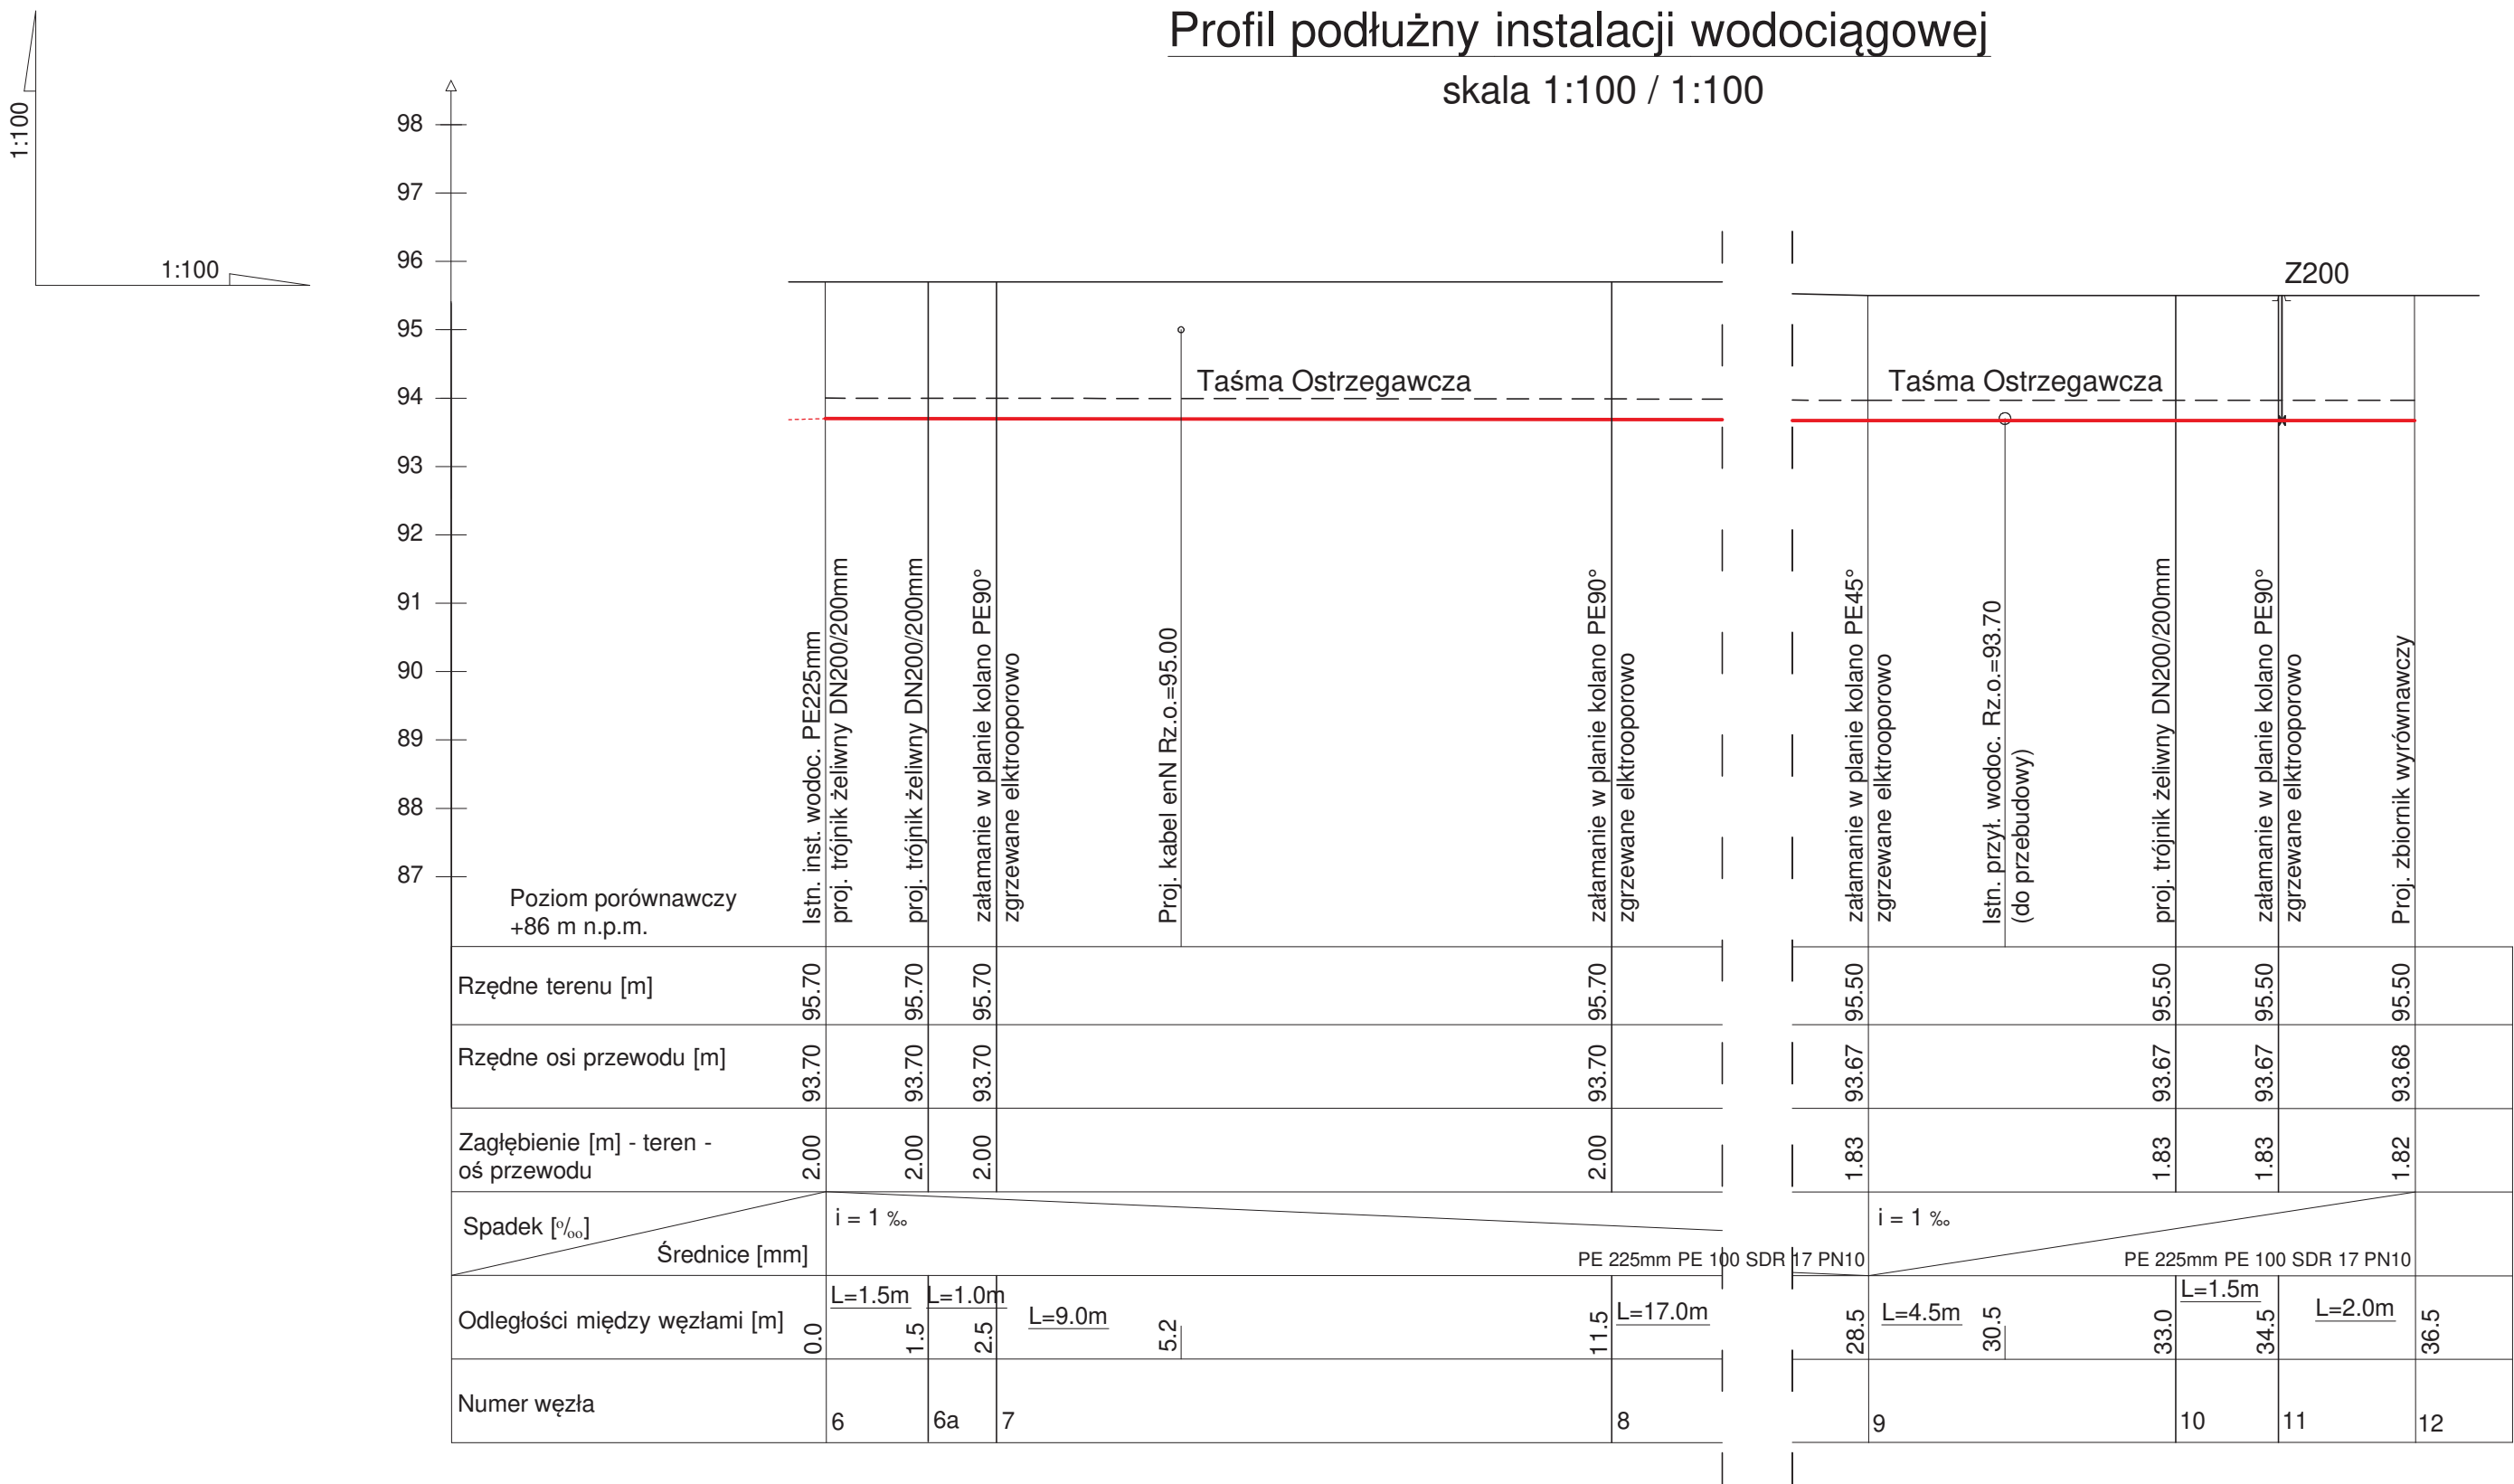 Profil podłużny instalacji wodociągowej
skala 1:100 / 1:100
1:100
1:100
98
97
96
95
94
93
92
91
90
89
88
87
Z200
Taśma Ostrzegawcza
Taśma Ostrzegawcza
Poziom porównawczy
+86 m n.p.m.
Istn. inst. wodoc. PE225mm
proj. trójnik żeliwny DN200/200mm
proj. trójnik żeliwny DN200/200mm
załamanie w planie kolano PE90°
zgrzewane elktrooporowo
Proj. kabel enN Rz.o.=95.00
załamanie w planie kolano PE90°
zgrzewane elktrooporowo
załamanie w planie kolano PE45°
zgrzewane elktrooporowo
Istn. przył. wodoc. Rz.o.=93.70
(do przebudowy)
proj. trójnik żeliwny DN200/200mm
załamanie w planie kolano PE90°
zgrzewane elktrooporowo
Proj. zbiornik wyrównawczy
Rzędne terenu [m]
95.70
95.70
95.70
95.70
95.50
95.50
95.50
95.50
Rzędne osi przewodu [m]
93.70
93.70
93.70
93.70
93.67
93.67
93.67
93.68
Zagłębienie [m] - teren -
oś przewodu
2.00
2.00
2.00
2.00
1.83
1.83
1.83
1.82
Spadek [º/₀₀]
Średnice [mm]
i = 1 ‰
PE 225mm PE 100 SDR 17 PN10
i = 1 ‰
PE 225mm PE 100 SDR 17 PN10
Odległości między węzłami [m]
0.0
L=1.5m
1.5
L=1.0m
2.5
L=9.0m
5.2
11.5
L=17.0m
28.5
L=4.5m
30.5
33.0
L=1.5m
34.5
L=2.0m
36.5
Numer węzła
6
6a
7
8
9
10
11
12